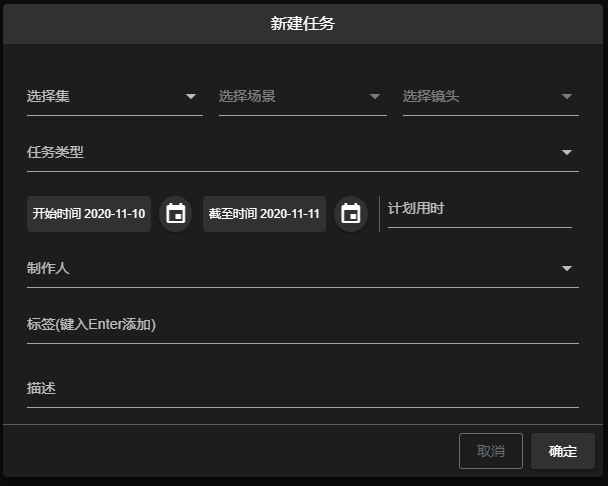 新建任务
选择集 选择场景 选择镜头
任务类型
开始时间 2020-11-10 截至时间 2020-11-11 计划用时
制作人
标签(键入Enter添加)
描述
取消 确定